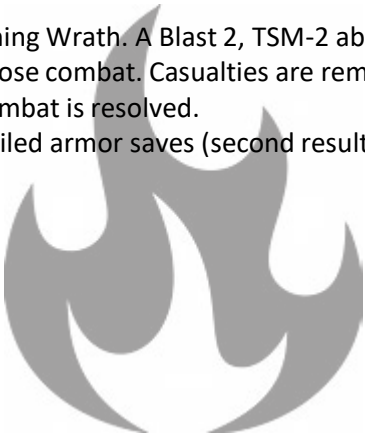 ning Wrath. A Blast 2, TSM-2 ab
ose combat. Casualties are rem
mbat is resolved.
iled armor saves (second result